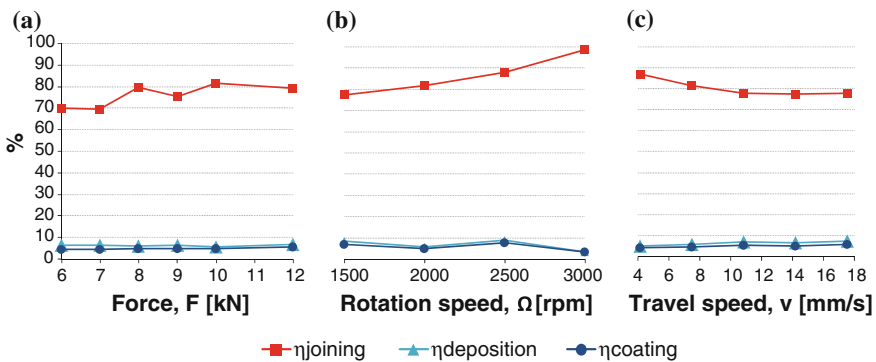 (a) (b) (c)
100
90
80
70
60
50
40
30
20
10
0
%
6 7 8 9 10 11 12
1500 2000 2500 3000
4 6 8 10 12 14 16 18
Force, F [kN] Rotation speed, Ω [rpm] Travel speed, v [mm/s]
ηjoining ηdeposition ηcoating